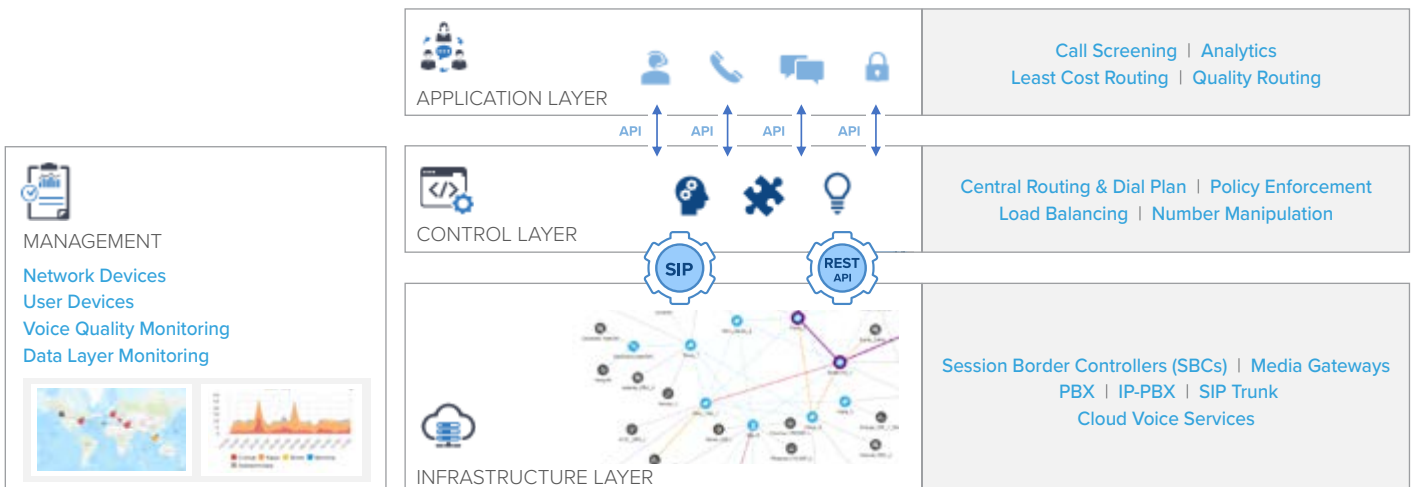 APPLICATION LAYER
Call Screening | Analytics
Least Cost Routing | Quality Routing
API API API API
MANAGEMENT
Network Devices
User Devices
Voice Quality Monitoring
Data Layer Monitoring
CONTROL LAYER
Central Routing & Dial Plan | Policy Enforcement
Load Balancing | Number Manipulation
SIP
REST
API
INFRASTRUCTURE LAYER
Session Border Controllers (SBCs) | Media Gateways
PBX | IP-PBX | SIP Trunk
Cloud Voice Services